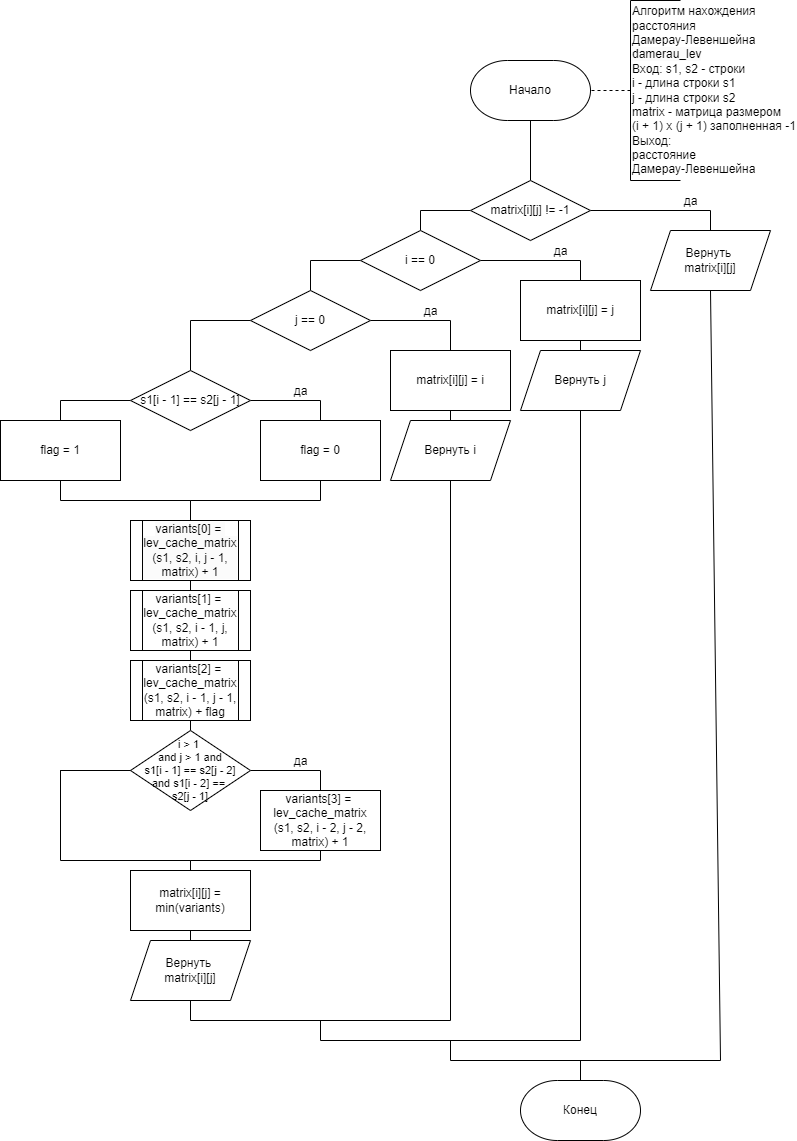 Алгоритм нахождения
расстояния
Дамерау-Левеншейна
damerau_lev
Вход: s1, s2 - строки
i - длина строки s1
j - длина строки s2
matrix - матрица размером
(i + 1) x (j + 1) заполненная -1
Выход:
расстояние
Дамерау-Левеншейна
Начало
matrix[i][j] != -1
да
Вернуть
matrix[i][j]
i == 0
да
matrix[i][j] = j
Вернуть j
j == 0
да
matrix[i][j] = i
Вернуть i
s1[i - 1] == s2[j - 1]
да
flag = 1
flag = 0
variants[0] =
lev_cache_matrix
(s1, s2, i, j - 1,
matrix) + 1
variants[1] =
lev_cache_matrix
(s1, s2, i - 1, j,
matrix) + 1
variants[2] =
lev_cache_matrix
(s1, s2, i - 1, j - 1,
matrix) + flag
i > 1
and j > 1 and
s1[i - 1] == s2[j - 2]
and s1[i - 2] ==
s2[j - 1]
да
variants[3] =
lev_cache_matrix
(s1, s2, i - 2, j - 2,
matrix) + 1
matrix[i][j] =
min(variants)
Вернуть
matrix[i][j]
Конец